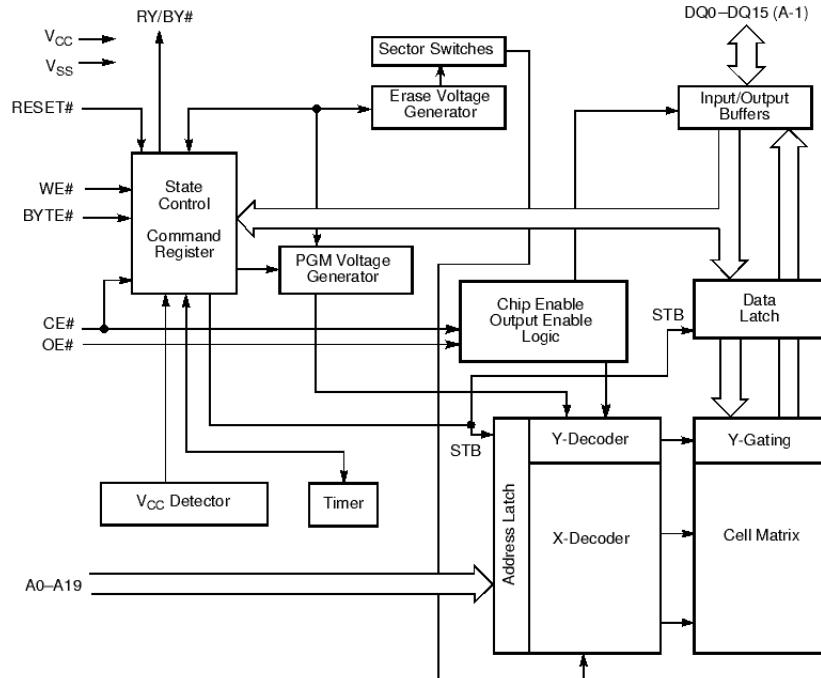 RY/BY#
DQ0–DQ15 (A-1)
VCC
VSS
Sector Switches
Erase Voltage
Generator
Input/Output
Buffers
RESET#
WE#
BYTE#
State
Control
Command
Register
PGM Voltage
Generator
Chip Enable
Output Enable
Logic
Data
Latch
STB
CE#
OE#
STB
Y-Decoder
Y-Gating
VCC Detector
Timer
Address Latch
X-Decoder
Cell Matrix
A0–A19